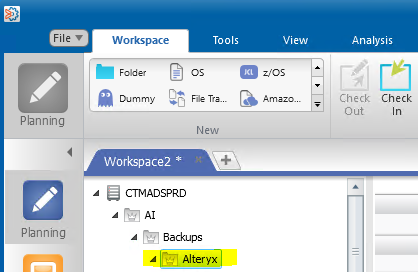 File
Workspace
Tools
View
Analysis
Planning
Folder
OS
JCL
z/OS
Dummy
File Tra...
Amazo...
Check Out
Check In
New
Workspace2 *
Planning
CTMADSPRD
AI
Backups
Alteryx